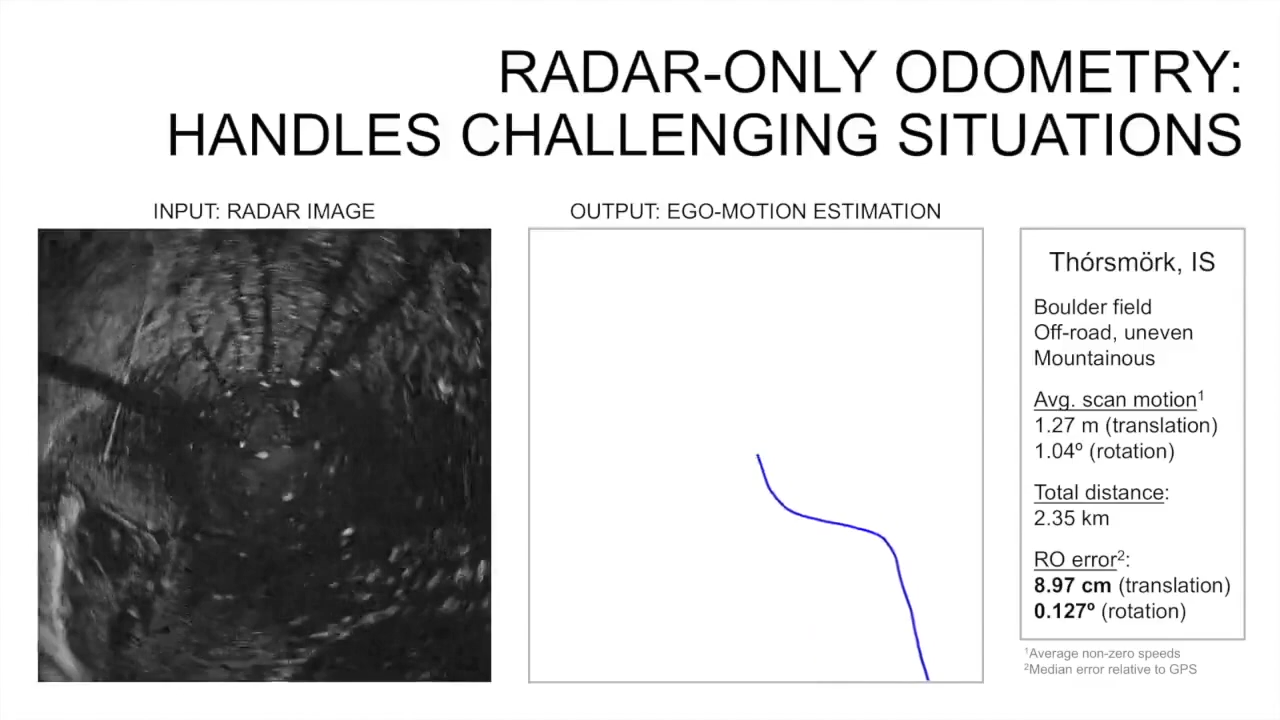 RADAR-ONLY ODOMETRY:
HANDLES CHALLENGING SITUATIONS
INPUT: RADAR IMAGE
OUTPUT: EGO-MOTION ESTIMATION
Thórsmörk, IS
Boulder field
Off-road, uneven
Mountainous
Avg. scan motion¹
1.27 m (translation)
1.04º (rotation)
Total distance:
2.35 km
RO error²:
8.97 cm (translation)
0.127º (rotation)
¹Average non-zero speeds
²Median error relative to GPS